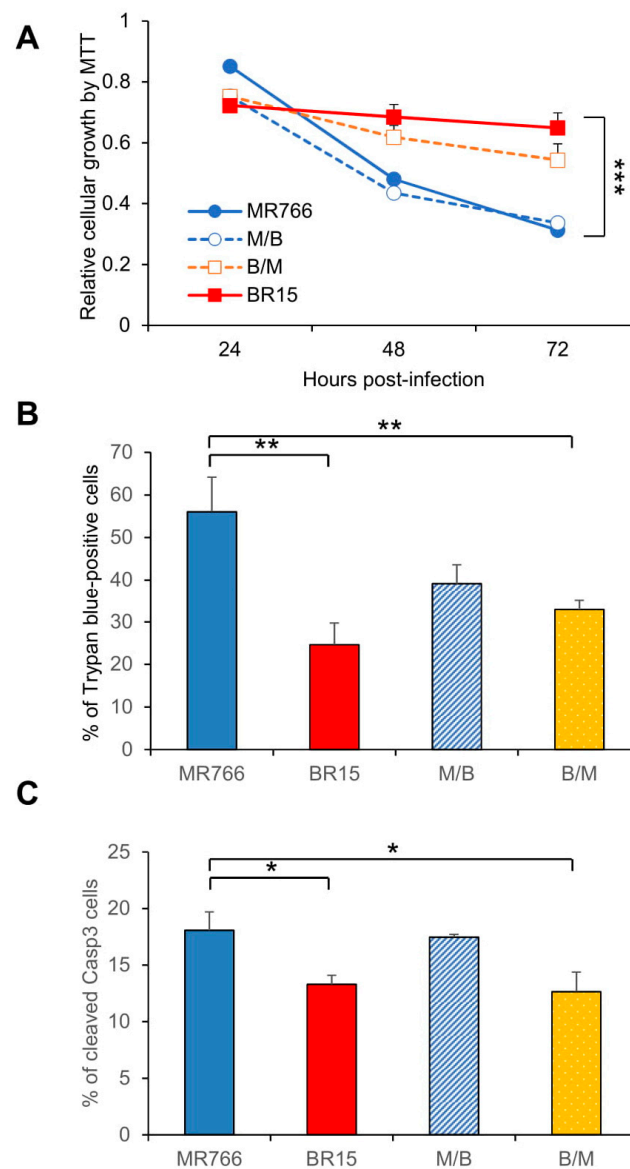 A
Relative cellular growth by MTT
1
0.8
0.6
0.4
0.2
0
MR766
M/B
B/M
BR15
***
24 48 72
Hours post-infection
B
% of Trypan blue-positive cells
70
60
50
40
30
20
10
0
**
**
MR766 BR15 M/B B/M
C
% of cleaved Casp3 cells
25
20
15
10
5
0
*
*
MR766 BR15 M/B B/M